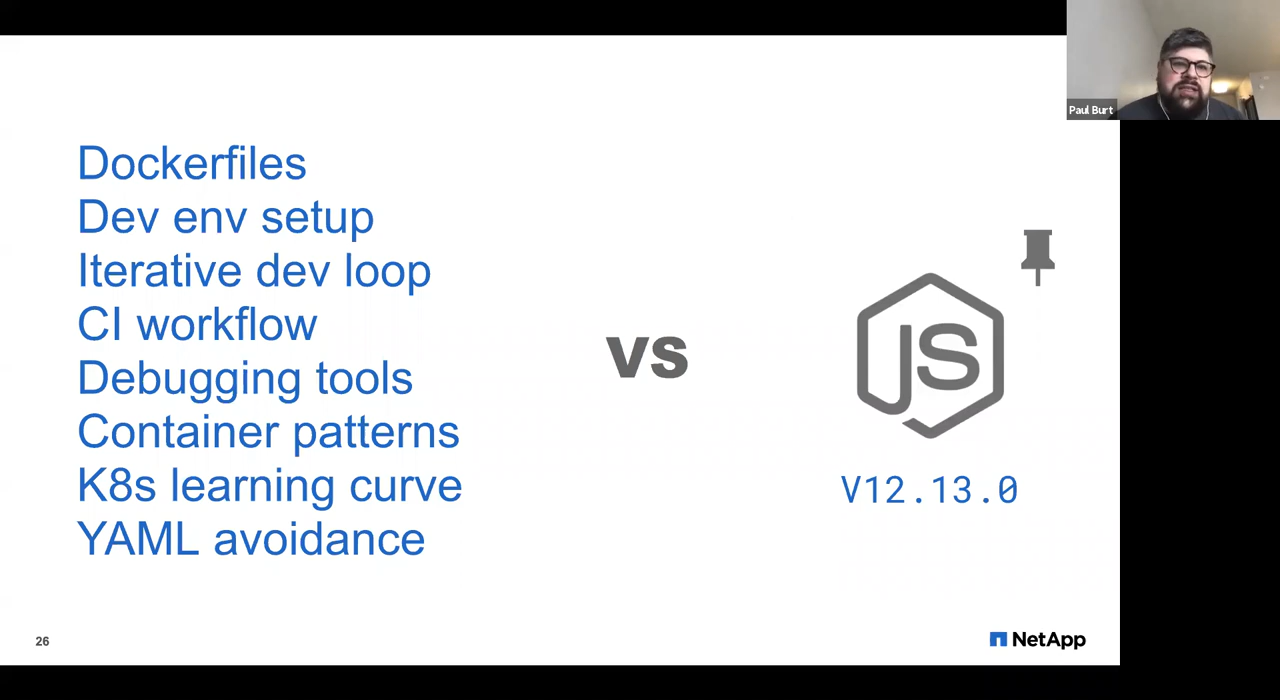 Paul Burt
Dockerfiles
Dev env setup
Iterative dev loop
CI workflow
Debugging tools
Container patterns
K8s learning curve
YAML avoidance
vs
JS
V12.13.0
26
NetApp